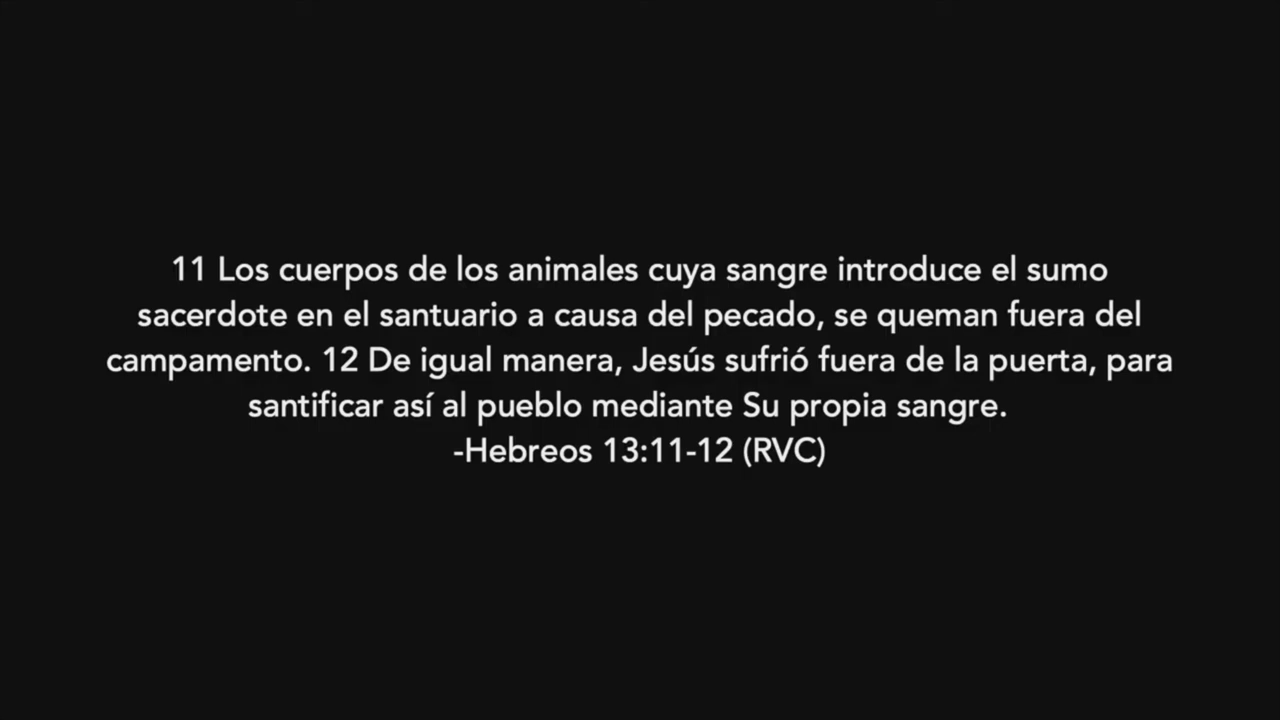 11 Los cuerpos de los animales cuya sangre introduce el sumo
sacerdote en el santuario a causa del pecado, se queman fuera del
campamento. 12 De igual manera, Jesús sufrió fuera de la puerta, para
santificar así al pueblo mediante Su propia sangre.
-Hebreos 13:11-12 (RVC)